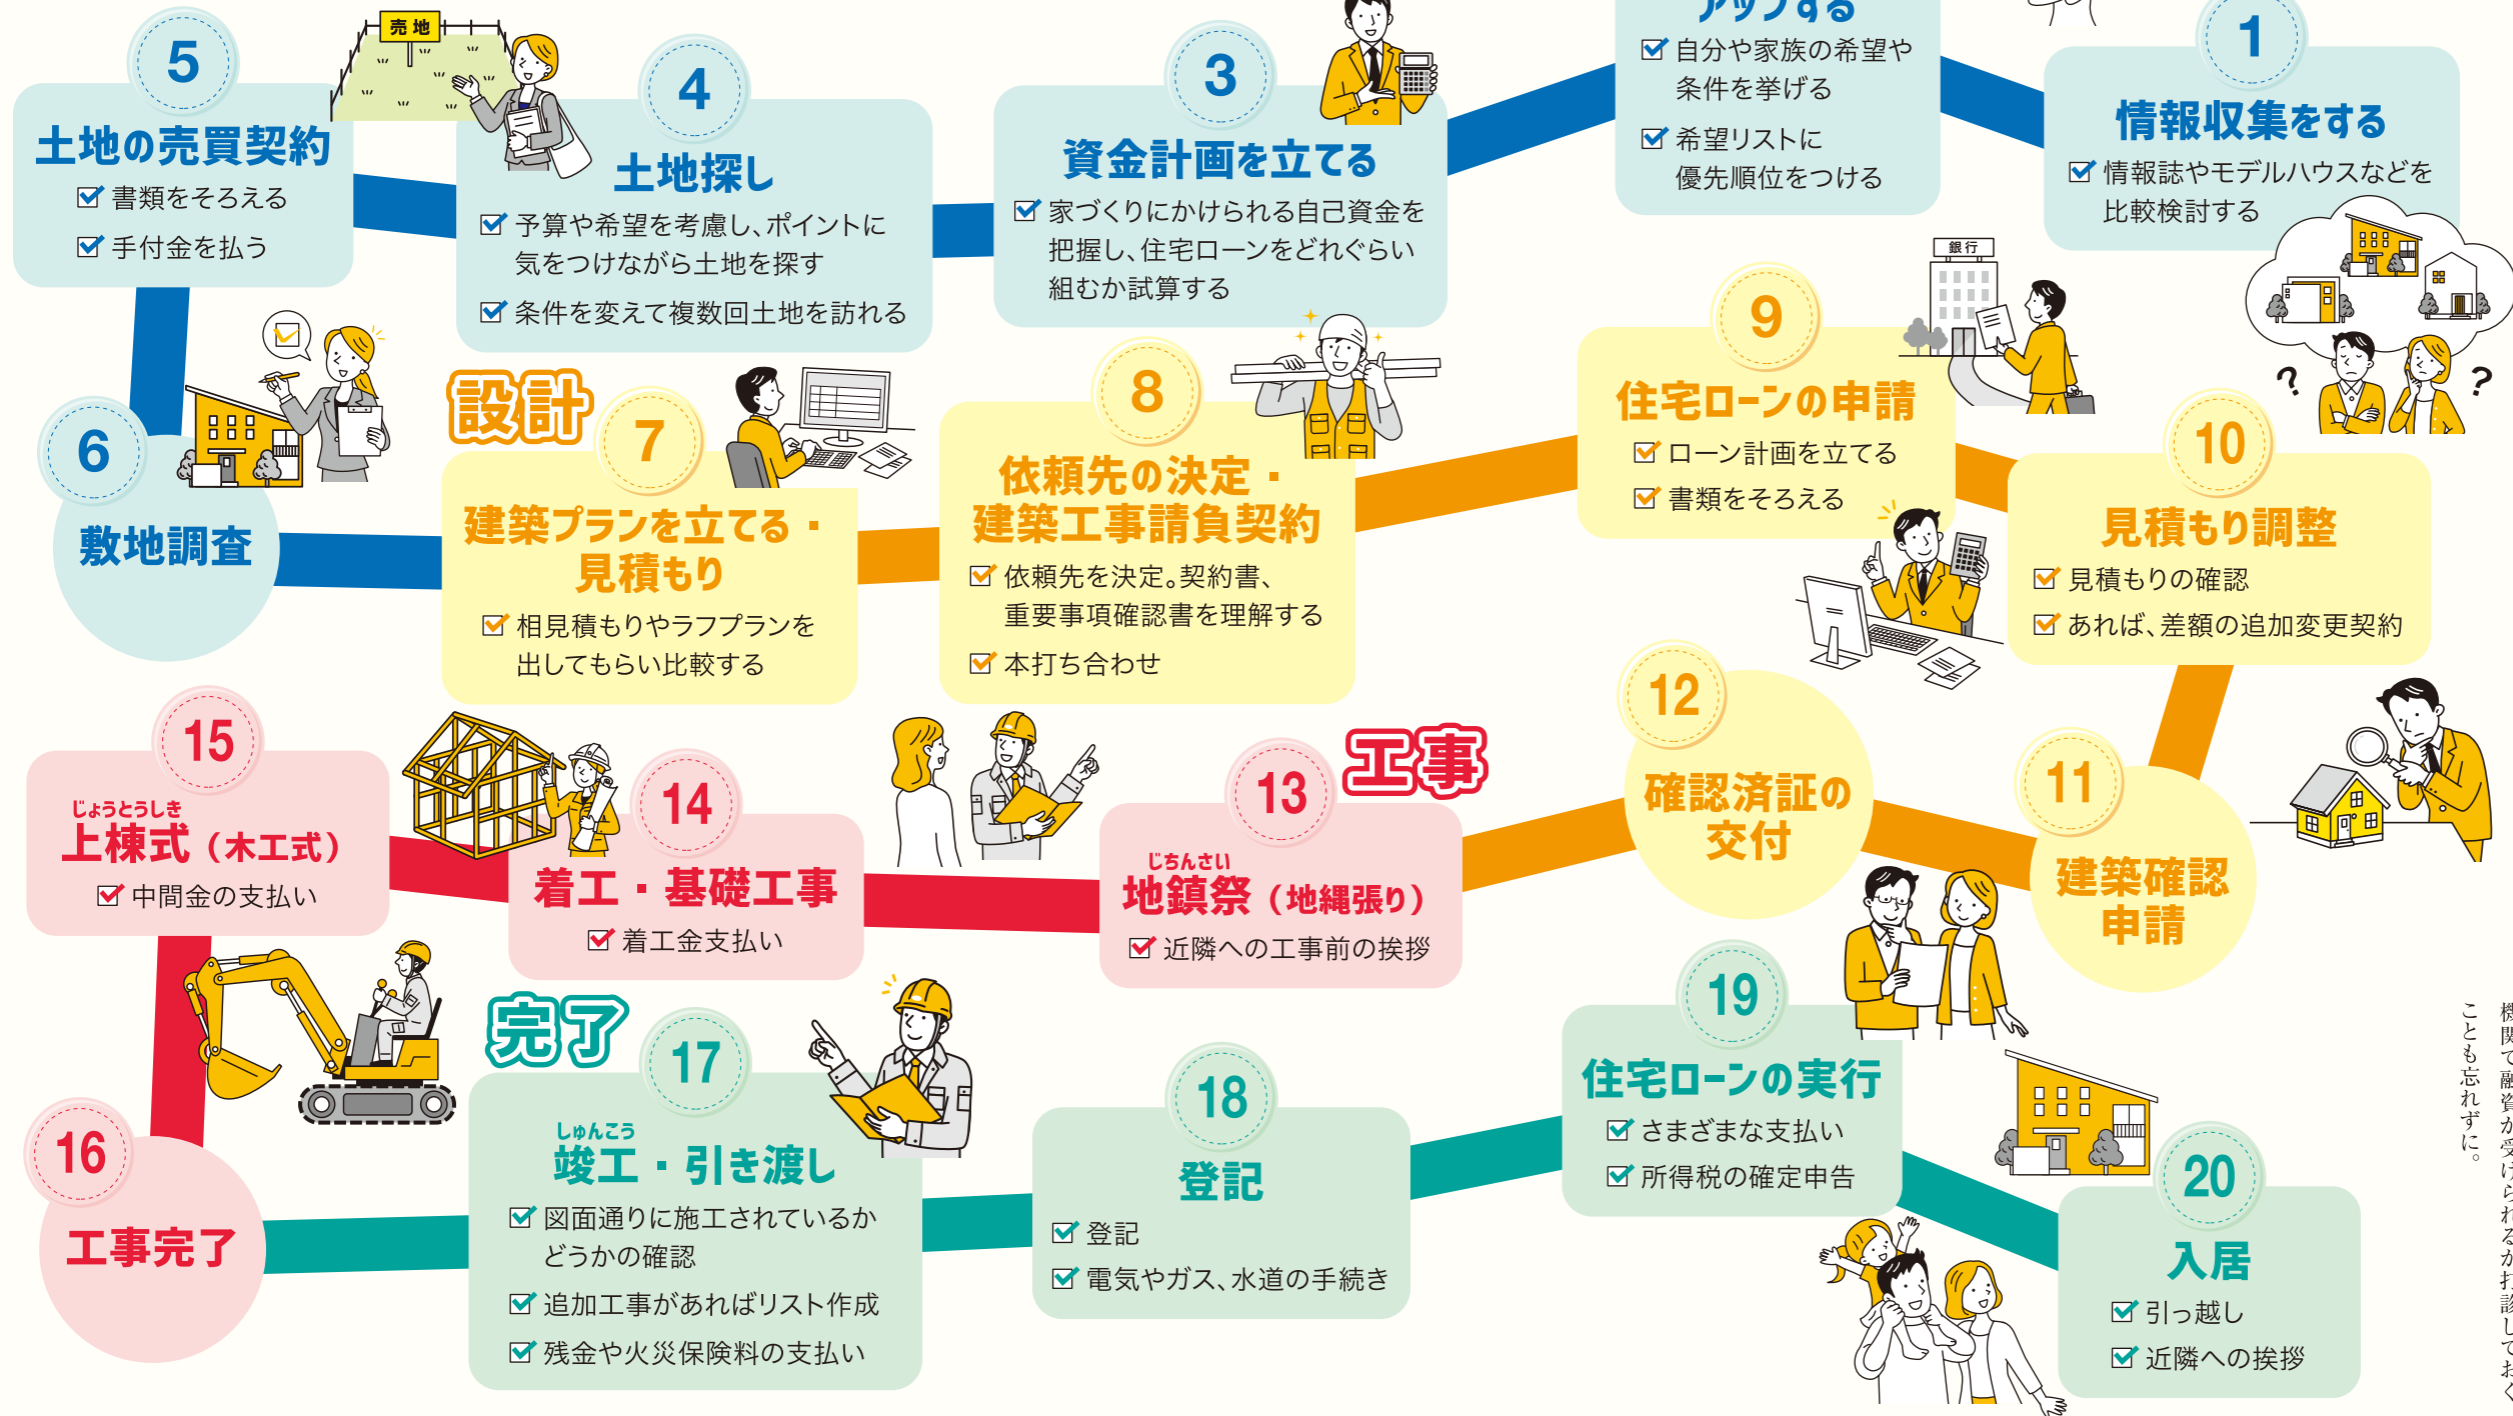 1
情報収集をする
情報誌やモデルハウスなどを
比較検討する
アップする
自分や家族の希望や
条件を挙げる
希望リストに
優先順位をつける
3
資金計画を立てる
家づくりにかけられる自己資金を
把握し、住宅ローンをどれぐらい
組むか試算する
4
土地探し
予算や希望を考慮し、ポイントに
気をつけながら土地を探す
条件を変えて複数回土地を訪れる
売地
5
土地の売買契約
書類をそろえる
手付金を払う
6
敷地調査
設計
7
建築プランを立てる・
見積もり
相見積もりやラフプランを
出してもらい比較する
8
依頼先の決定・
建築工事請負契約
依頼先を決定。契約書、
重要事項確認書を理解する
本打ち合わせ
9
住宅ローンの申請
ローン計画を立てる
書類をそろえる
銀行
?
?
10
見積もり調整
見積もりの確認
あれば、差額の追加変更契約
11
建築確認
申請
12
確認済証の
交付
工事
13
じちんさい
地鎮祭（地縄張り）
近隣への工事前の挨拶
14
着工・基礎工事
着工金支払い
15
じょうとうしき
上棟式（木工式）
中間金の支払い
16
工事完了
完了
17
しゅんこう
竣工・引き渡し
図面通りに施工されているか
どうかの確認
追加工事があればリスト作成
残金や火災保険料の支払い
18
登記
登記
電気やガス、水道の手続き
19
住宅ローンの実行
さまざまな支払い
所得税の確定申告
20
入居
引っ越し
近隣への挨拶
機関で融資が受けられるか打診しておく
ことも忘れずに。